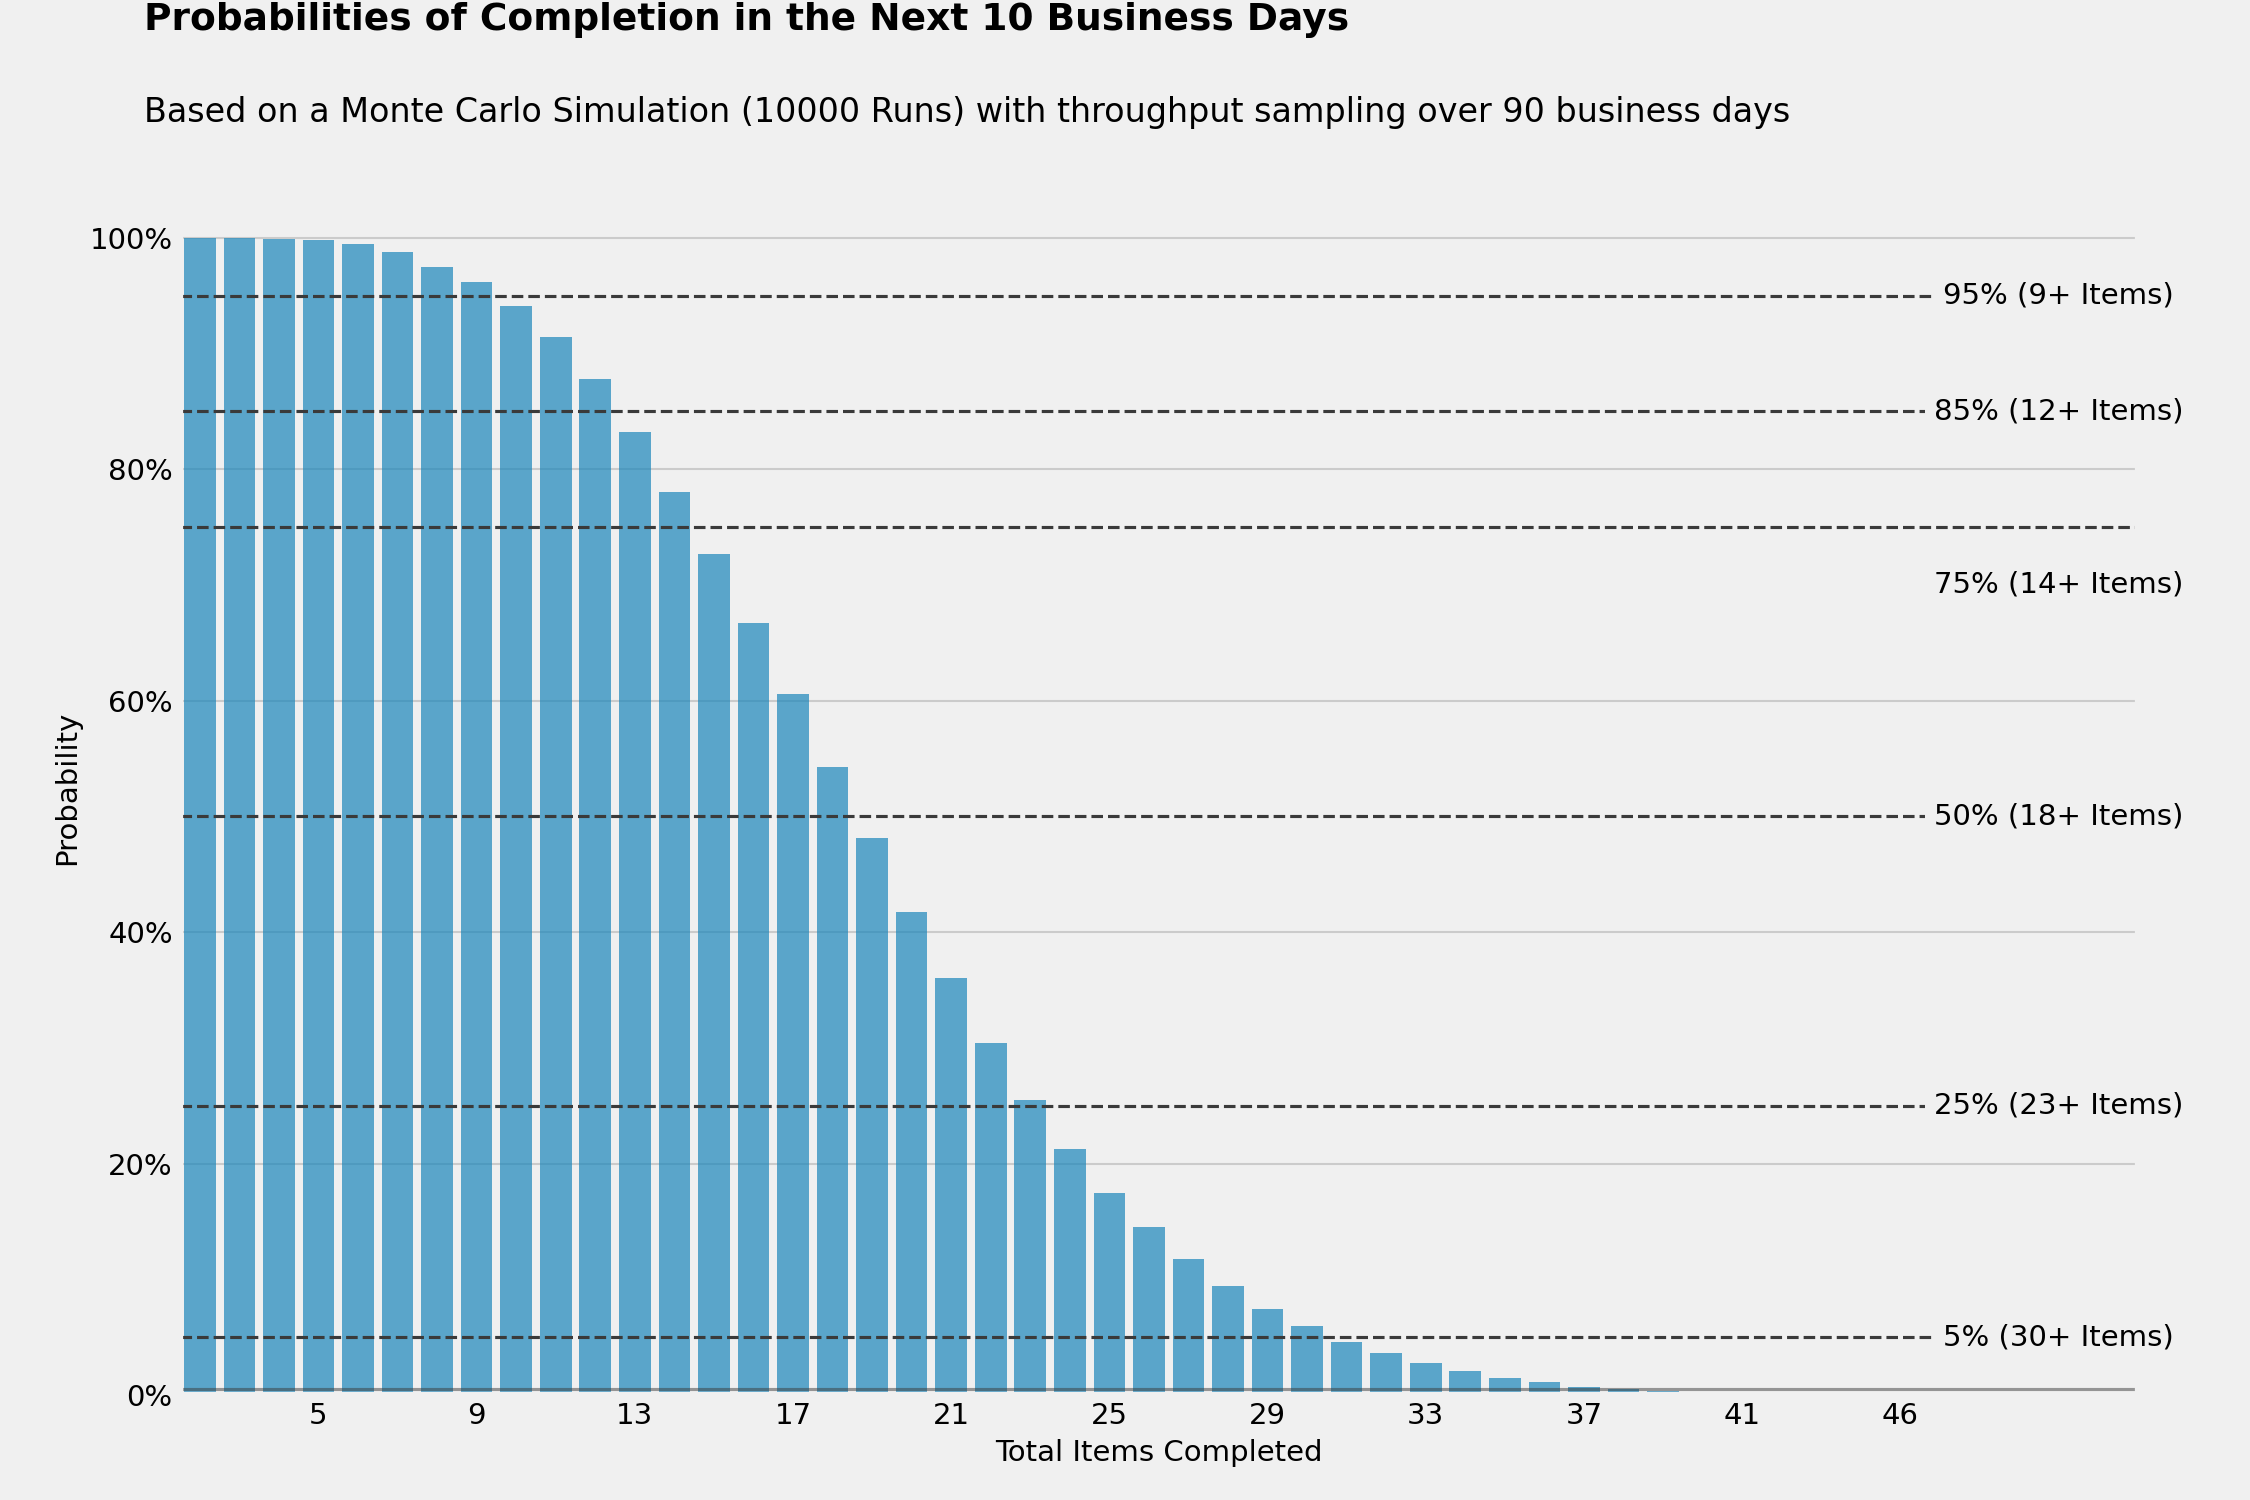 Probabilities of Completion in the Next 10 Business Days
Based on a Monte Carlo Simulation (10000 Runs) with throughput sampling over 90 business days
100%
95% (9+ Items)
85% (12+ Items)
80%
75% (14+ Items)
60%
Probability
50% (18+ Items)
40%
25% (23+ Items)
20%
5% (30+ Items)
0%
5 9 13 17 21 25 29 33 37 41 46
Total Items Completed